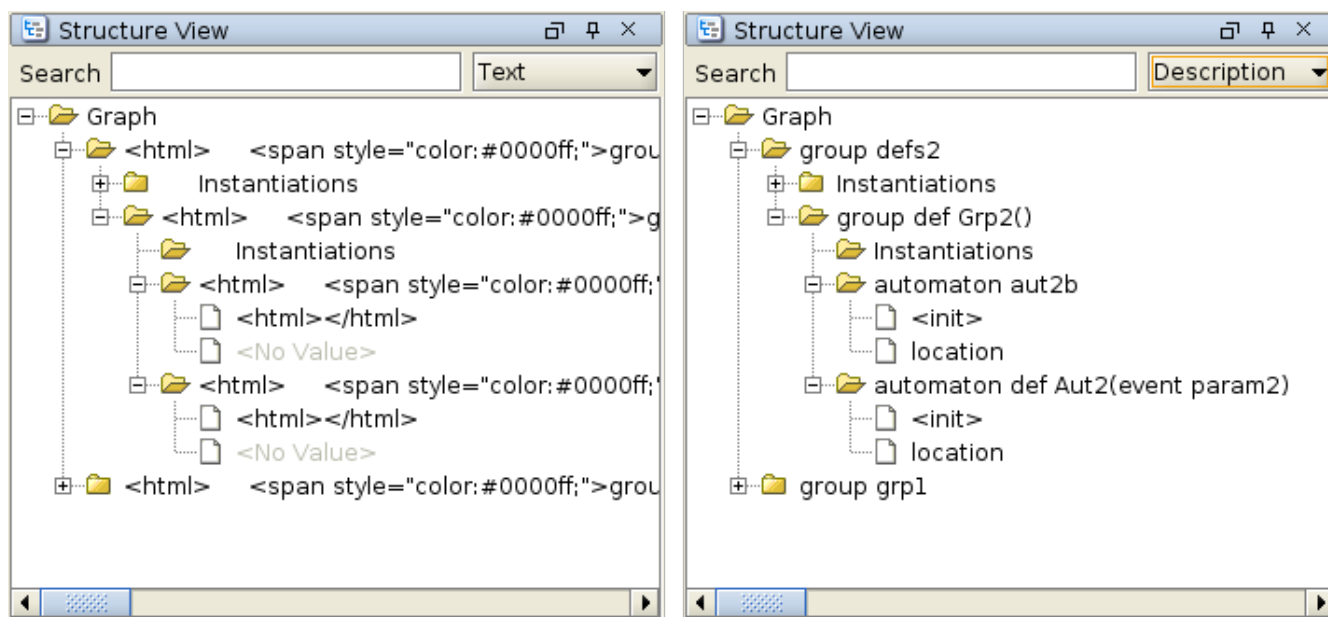 Structure View
Search Text
Graph
<html> <span style="color:#0000ff;">grou
Instantiations
<html> <span style="color:#0000ff;">g
Instantiations
<html> <span style="color:#0000ff;"
<html></html>
<No Value>
<html> <span style="color:#0000ff;"
<html></html>
<No Value>
<html> <span style="color:#0000ff;">grou
Structure View
Search Description
Graph
group defs2
Instantiations
group def Grp2()
Instantiations
automaton aut2b
<init>
location
automaton def Aut2(event param2)
<init>
location
group grp1